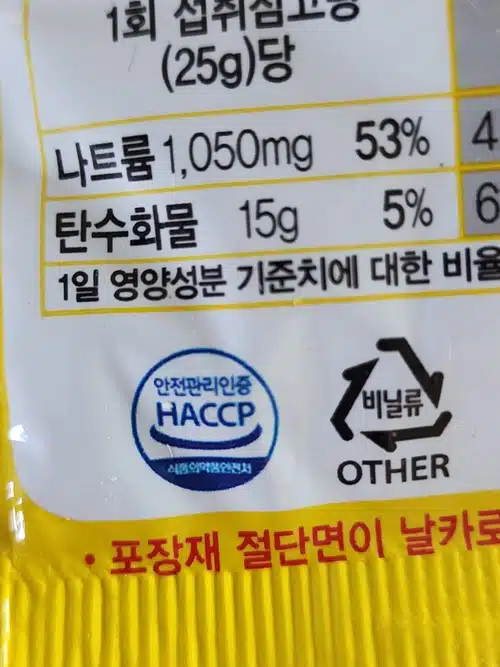 1회 섭취참고량
(25g)당
나트륨 1,050mg 53% 4
탄수화물 15g 5% 6
1일 영양성분 기준치에 대한 비율
안전관리인증
HACCP
식품의약품안전처
비닐류
OTHER
• 포장재 절단면이 날카로